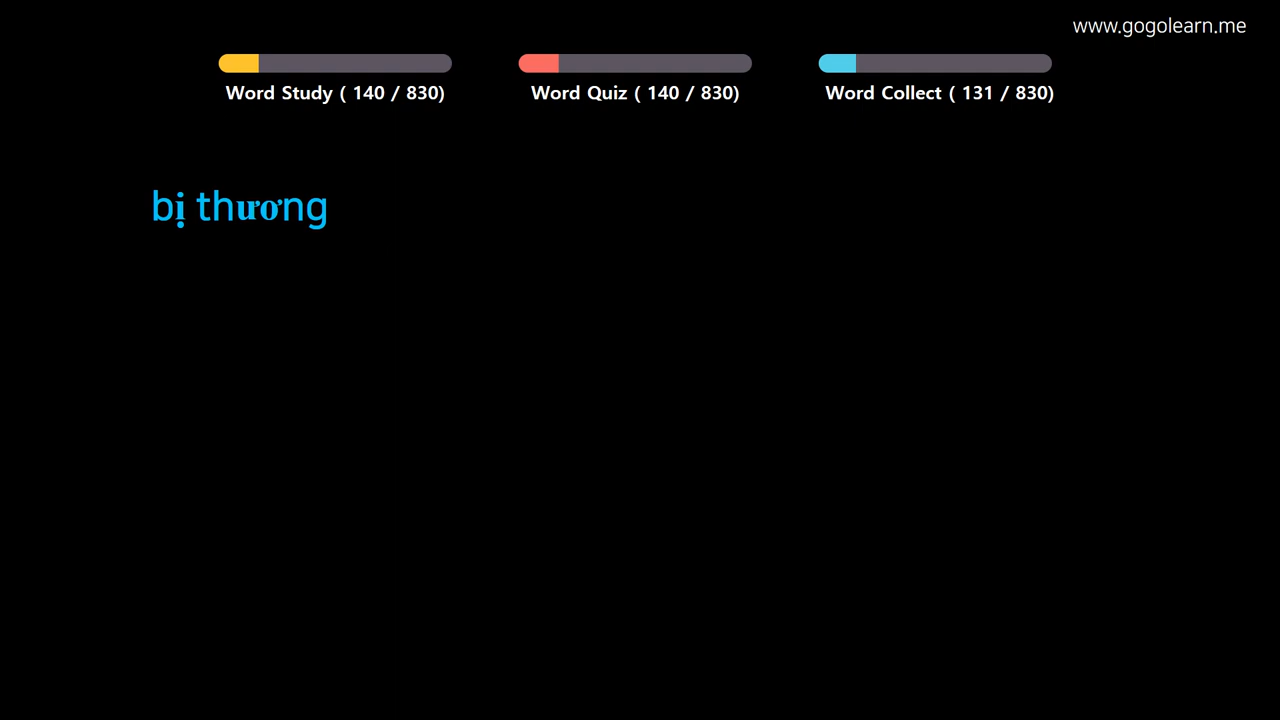 www.gogolearn.me
Word Study ( 140 / 830)
Word Quiz ( 140 / 830)
Word Collect ( 131 / 830)
bị thương